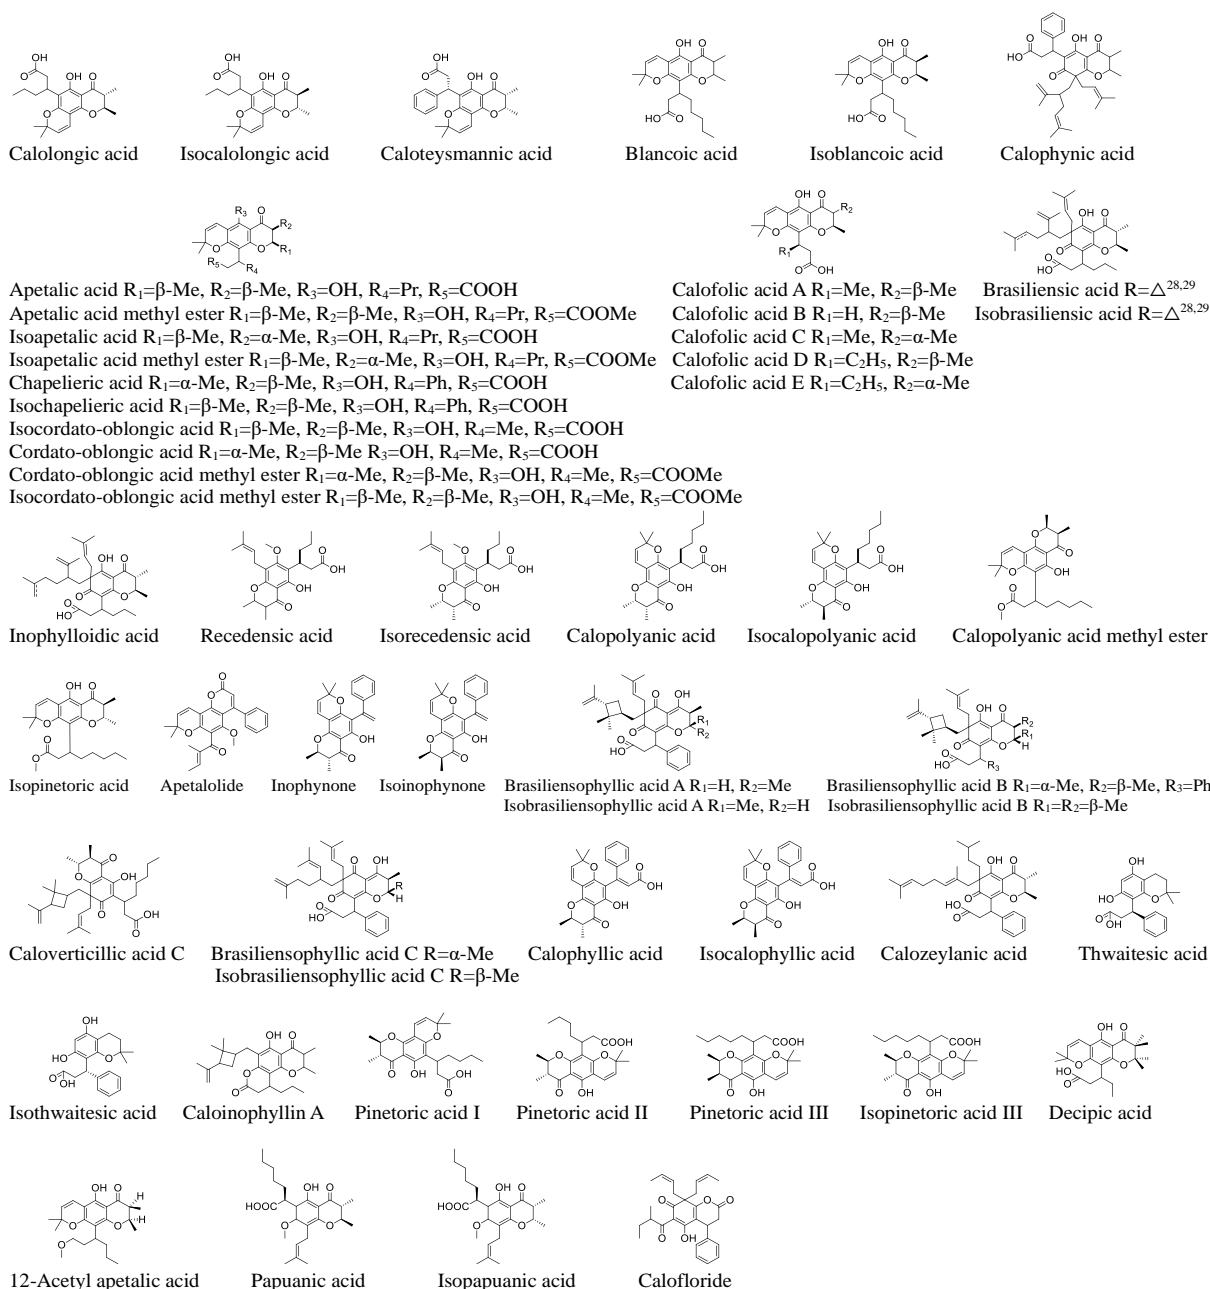 Calolongic acid Isocalolongic acid Caloteysmannic acid Blancoic acid Isoblancoic acid Calophynic acid
Apetalic acid R₁=β-Me, R₂=β-Me, R₃=OH, R₄=Pr, R₅=COOH
Apetalic acid methyl ester R₁=β-Me, R₂=β-Me, R₃=OH, R₄=Pr, R₅=COOMe
Isoapetalic acid R₁=β-Me, R₂=α-Me, R₃=OH, R₄=Pr, R₅=COOH
Isoapetalic acid methyl ester R₁=β-Me, R₂=α-Me, R₃=OH, R₄=Pr, R₅=COOMe
Chapelieric acid R₁=α-Me, R₂=β-Me, R₃=OH, R₄=Ph, R₅=COOH
Isochapelieric acid R₁=β-Me, R₂=β-Me, R₃=OH, R₄=Ph, R₅=COOH
Isocordato-oblongic acid R₁=β-Me, R₂=β-Me, R₃=OH, R₄=Me, R₅=COOH
Cordato-oblongic acid R₁=α-Me, R₂=β-Me R₃=OH, R₄=Me, R₅=COOH
Cordato-oblongic acid methyl ester R₁=α-Me, R₂=β-Me, R₃=OH, R₄=Me, R₅=COOMe
Isocordato-oblongic acid methyl ester R₁=β-Me, R₂=β-Me, R₃=OH, R₄=Me, R₅=COOMe
Calofolic acid A R₁=Me, R₂=β-Me
Calofolic acid B R₁=H, R₂=β-Me
Calofolic acid C R₁=Me, R₂=α-Me
Calofolic acid D R₁=C₂H₅, R₂=β-Me
Calofolic acid E R₁=C₂H₅, R₂=α-Me
Brasiliensic acid R=△²⁸,²⁹
Isobrasiliensic acid R=△²⁸,²⁹
Inophylloidic acid Recedensic acid Isorecedensic acid Calopolyanic acid Isocalopolyanic acid Calopolyanic acid methyl ester
Isopinetoric acid Apetalolide Inophynone Isoinophynone
Brasiliensophyllic acid A R₁=H, R₂=Me
Isobrasiliensophyllic acid A R₁=Me, R₂=H
Brasiliensophyllic acid B R₁=α-Me, R₂=β-Me, R₃=Ph
Isobrasiliensophyllic acid B R₁=R₂=β-Me
Caloverticillic acid C Brasiliensophyllic acid C R=α-Me Calophyllic acid Isocalophyllic acid Calozeylanic acid Thwaitesic acid
Isobrasiliensophyllic acid C R=β-Me
Isothwaitesic acid Caloinophyllin A Pinetoric acid I Pinetoric acid II Pinetoric acid III Isopinetoric acid III Decipic acid
12-Acetyl apetalic acid Papuanic acid Isopapuanic acid Calofloride